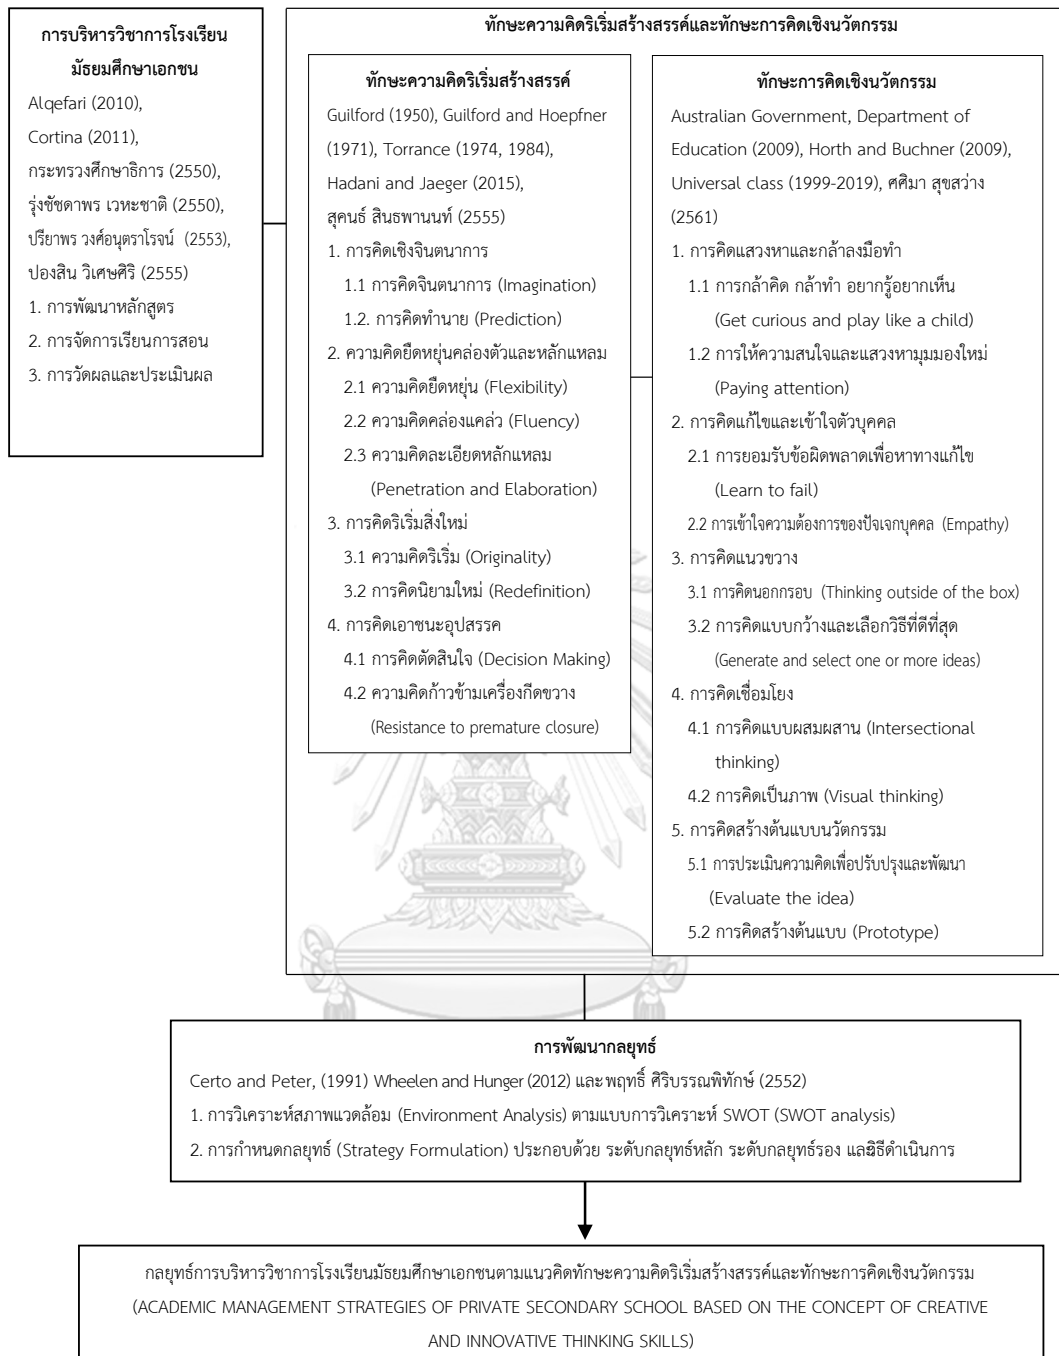 การบริหารวิชาการโรงเรียน
มัธยมศึกษาเอกชน
Alqefari (2010),
Cortina (2011),
กระทรวงศึกษาธิการ (2550),
รุ่งชัชดาพร เวหะชาติ (2550),
ปรียาพร วงศ์อนุตราโรจน์ (2553),
ปองสิน วิเศษศิริ (2555)
1. การพัฒนาหลักสูตร
2. การจัดการเรียนการสอน
3. การวัดผลและประเมินผล
ทักษะความคิดริเริ่มสร้างสรรค์และทักษะการคิดเชิงนวัตกรรม
ทักษะความคิดริเริ่มสร้างสรรค์
Guilford (1950), Guilford and Hoepfner
(1971), Torrance (1974, 1984),
Hadani and Jaeger (2015),
สุคนธ์ สินธพานนท์ (2555)
1. การคิดเชิงจินตนาการ
1.1 การคิดจินตนาการ (Imagination)
1.2. การคิดทำนาย (Prediction)
2. ความคิดยืดหยุ่นคล่องตัวและหลักแหลม
2.1 ความคิดยืดหยุ่น (Flexibility)
2.2 ความคิดคล่องแคล่ว (Fluency)
2.3 ความคิดละเอียดหลักแหลม
(Penetration and Elaboration)
3. การคิดริเริ่มสิ่งใหม่
3.1 ความคิดริเริ่ม (Originality)
3.2 การคิดนิยามใหม่ (Redefinition)
4. การคิดเอาชนะอุปสรรค
4.1 การคิดตัดสินใจ (Decision Making)
4.2 ความคิดก้าวข้ามเครื่องกีดขวาง
(Resistance to premature closure)
ทักษะการคิดเชิงนวัตกรรม
Australian Government, Department of
Education (2009), Horth and Buchner (2009),
Universal class (1999-2019), ศศิมา สุขสว่าง
(2561)
1. การคิดแสวงหาและกล้าลงมือทำ
1.1 การกล้าคิด กล้าทำ อยากรู้อยากเห็น
(Get curious and play like a child)
1.2 การให้ความสนใจและแสวงหามุมมองใหม่
(Paying attention)
2. การคิดแก้ไขและเข้าใจตัวบุคคล
2.1 การยอมรับข้อผิดพลาดเพื่อหาทางแก้ไข
(Learn to fail)
2.2 การเข้าใจความต้องการของปัจเจกบุคคล (Empathy)
3. การคิดแนวขวาง
3.1 การคิดนอกกรอบ (Thinking outside of the box)
3.2 การคิดแบบกว้างและเลือกวิธีที่ดีที่สุด
(Generate and select one or more ideas)
4. การคิดเชื่อมโยง
4.1 การคิดแบบผสมผสาน (Intersectional
thinking)
4.2 การคิดเป็นภาพ (Visual thinking)
5. การคิดสร้างต้นแบบนวัตกรรม
5.1 การประเมินความคิดเพื่อปรับปรุงและพัฒนา
(Evaluate the idea)
5.2 การคิดสร้างต้นแบบ (Prototype)
การพัฒนากลยุทธ์
Certo and Peter, (1991) Wheelen and Hunger (2012) และพฤทธิ์ ศิริบรรณพิทักษ์ (2552)
1. การวิเคราะห์สภาพแวดล้อม (Environment Analysis) ตามแบบการวิเคราะห์ SWOT (SWOT analysis)
2. การกำหนดกลยุทธ์ (Strategy Formulation) ประกอบด้วย ระดับกลยุทธ์หลัก ระดับกลยุทธ์รอง และวิธีดำเนินการ
กลยุทธ์การบริหารวิชาการโรงเรียนมัธยมศึกษาเอกชนตามแนวคิดทักษะความคิดริเริ่มสร้างสรรค์และทักษะการคิดเชิงนวัตกรรม
(ACADEMIC MANAGEMENT STRATEGIES OF PRIVATE SECONDARY SCHOOL BASED ON THE CONCEPT OF CREATIVE
AND INNOVATIVE THINKING SKILLS)